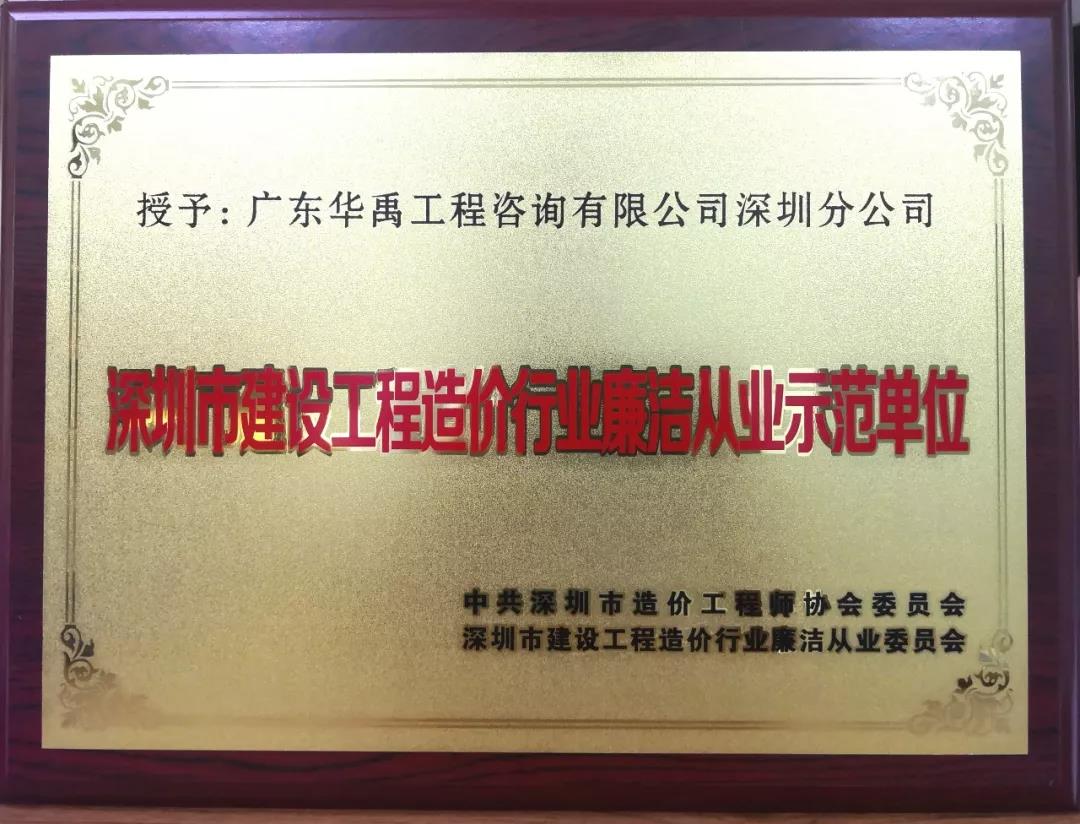 授予：广东华禹工程咨询有限公司深圳分公司
深圳市建设工程造价行业廉洁从业示范单位
中共深圳市造价工程师协会委员会
深圳市建设工程造价行业廉洁从业委员会